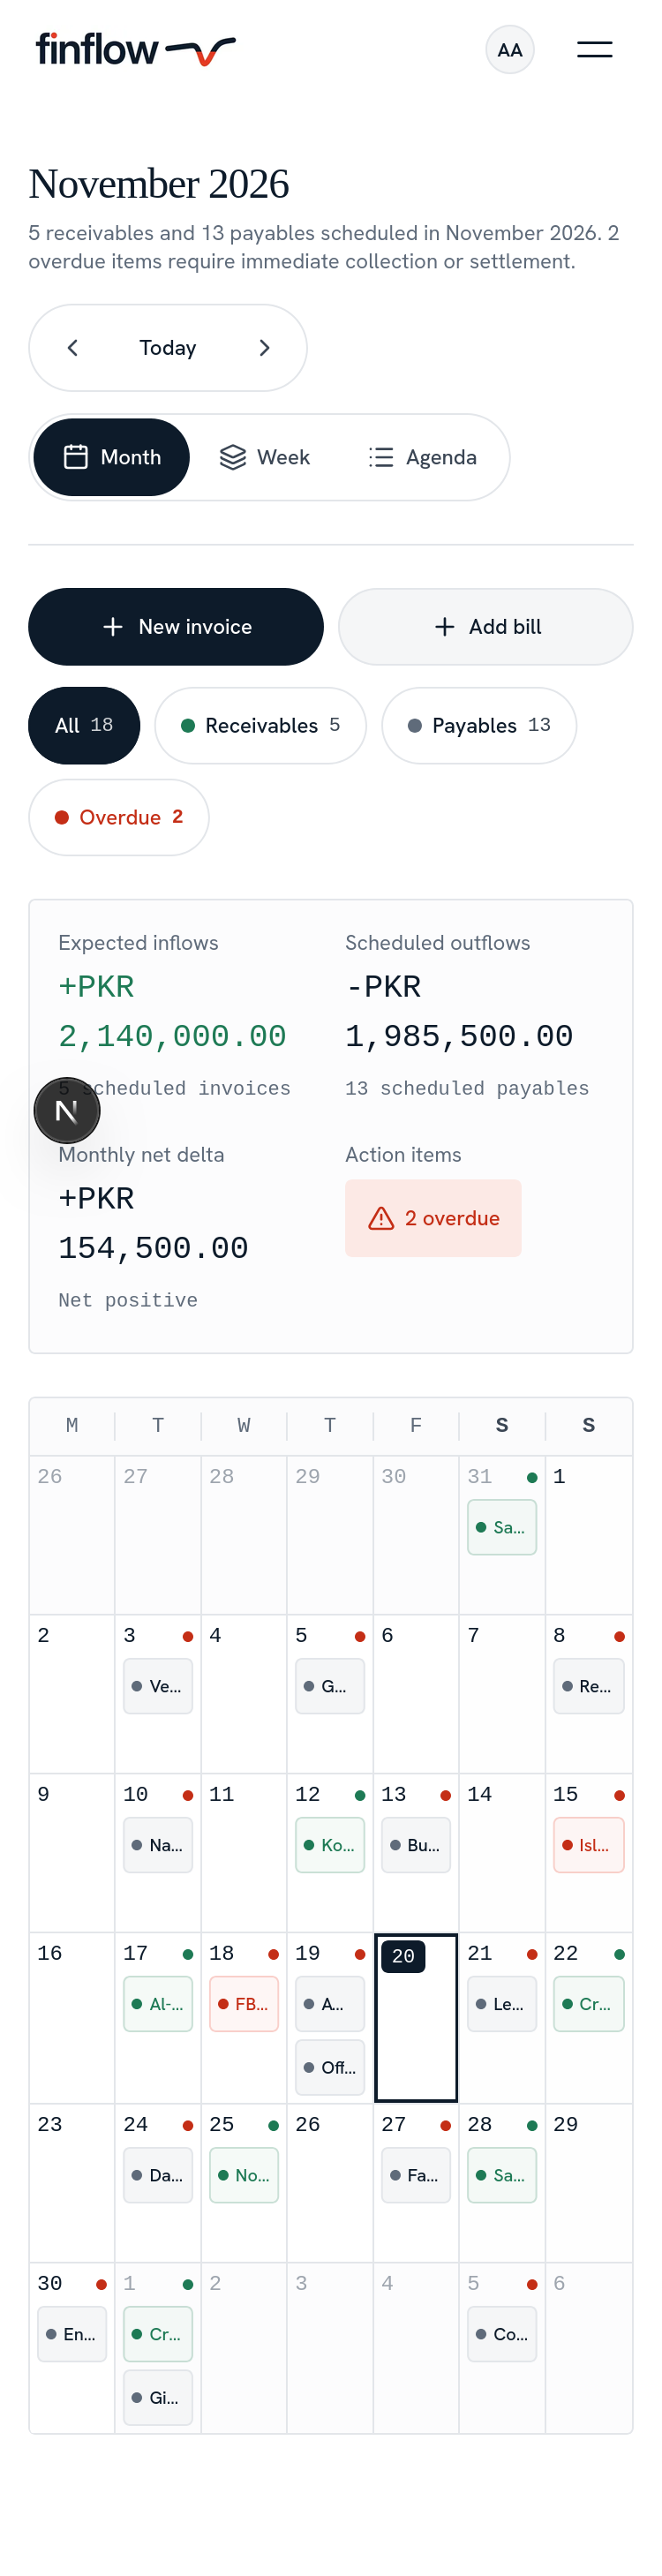 finflow
AA
November 2026
5 receivables and 13 payables scheduled in November 2026. 2
overdue items require immediate collection or settlement.
Today
Month Week Agenda
New invoice Add bill
All 18 Receivables 5 Payables 13
Overdue 2
Expected inflows Scheduled outflows
+PKR -PKR
2,140,000.00 1,985,500.00
5 scheduled invoices 13 scheduled payables
N
Monthly net delta Action items
+PKR 2 overdue
154,500.00
Net positive
M T W T F S S
26 27 28 29 30 31 1
Sa...
2 3 4 5 6 7 8
Ve... G... Re...
9 10 11 12 13 14 15
Na... Ko... Bu... Isl...
16 17 18 19 20 21 22
Al-... FB... A... Le... Cr...
Off...
23 24 25 26 27 28 29
Da... No... Fa... Sa...
30 1 2 3 4 5 6
En... Cr... Co...
Gi...